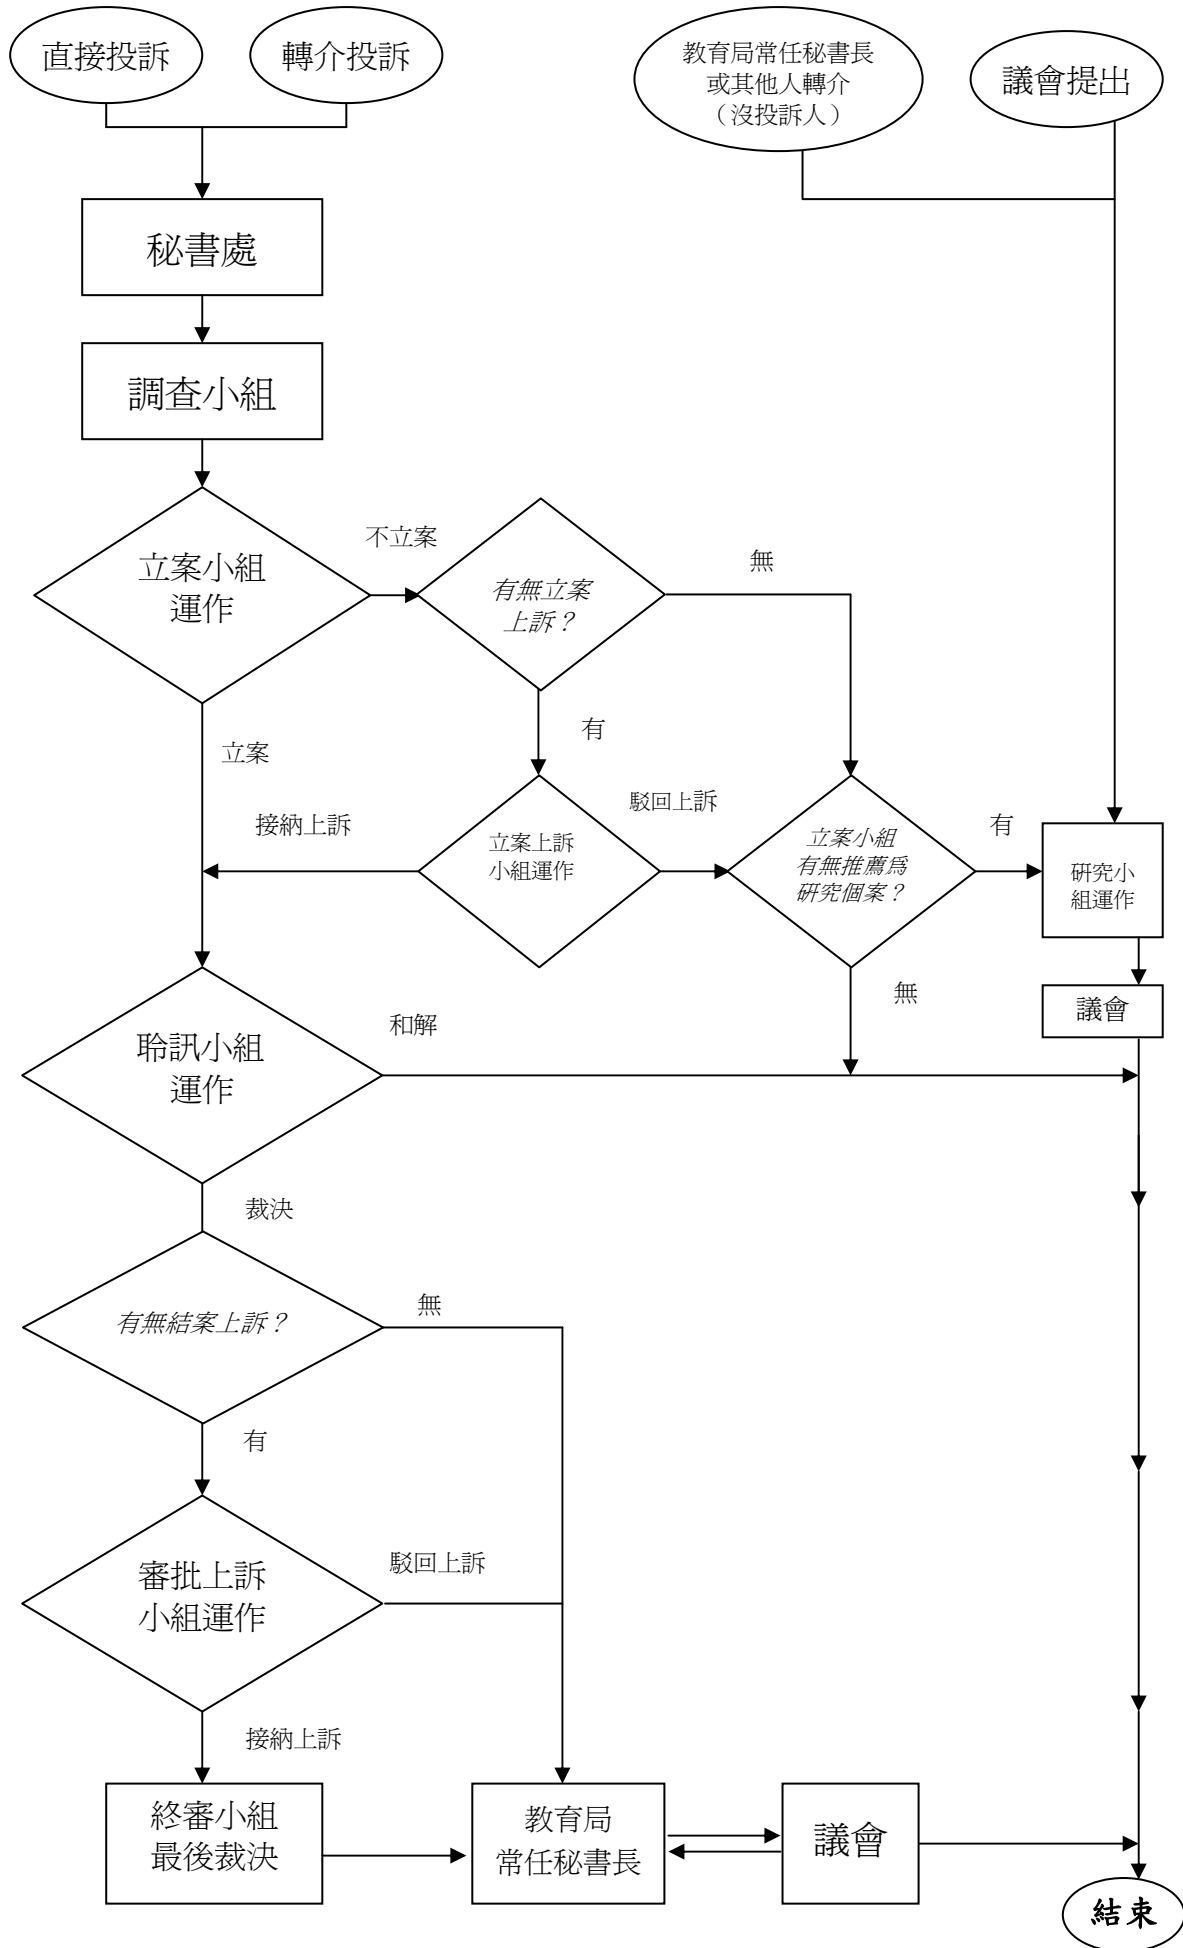 直接投訴
轉介投訴
教育局常任秘書長
或其他人轉介
（沒投訴人）
議會提出
秘書處
調查小組
立案小組
運作
不立案
有無立案
上訴？
無
立案
有
接納上訴
立案上訴
小組運作
駁回上訴
立案小組
有無推薦爲
研究個案？
有
研究小
組運作
無
議會
聆訊小組
運作
和解
裁決
有無結案上訴？
無
有
審批上訴
小組運作
駁回上訴
接納上訴
終審小組
最後裁決
教育局
常任秘書長
議會
結束